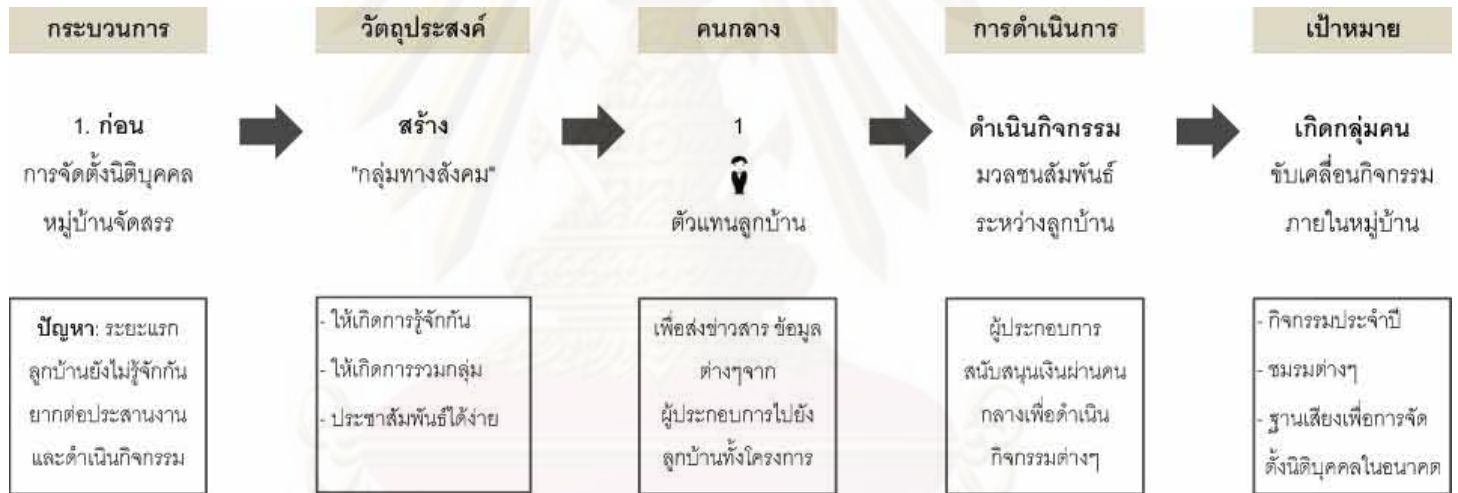 กระบวนการ
วัตถุประสงค์
คนกลาง
การดำเนินการ
เป้าหมาย
1. ก่อน
การจัดตั้งนิติบุคคล
หมู่บ้านจัดสรร
สร้าง
"กลุ่มทางสังคม"
1
ตัวแทนลูกบ้าน
ดำเนินกิจกรรม
มวลชนสัมพันธ์
ระหว่างลูกบ้าน
เกิดกลุ่มคน
ขับเคลื่อนกิจกรรม
ภายในหมู่บ้าน
ปัญหา: ระยะแรก
ลูกบ้านยังไม่รู้จักกัน
ยากต่อประสานงาน
และดำเนินกิจกรรม
- ให้เกิดการรู้จักกัน
- ให้เกิดการรวมกลุ่ม
- ประชาสัมพันธ์ได้ง่าย
เพื่อส่งข่าวสาร ข้อมูล
ต่างๆจาก
ผู้ประกอบการไปยัง
ลูกบ้านทั้งโครงการ
ผู้ประกอบการ
สนับสนุนเงินผ่านคน
กลางเพื่อดำเนิน
กิจกรรมต่างๆ
- กิจกรรมประจำปี
- ชมรมต่างๆ
- ฐานเสียงเพื่อการจัด
ตั้งนิติบุคคลในอนาคต